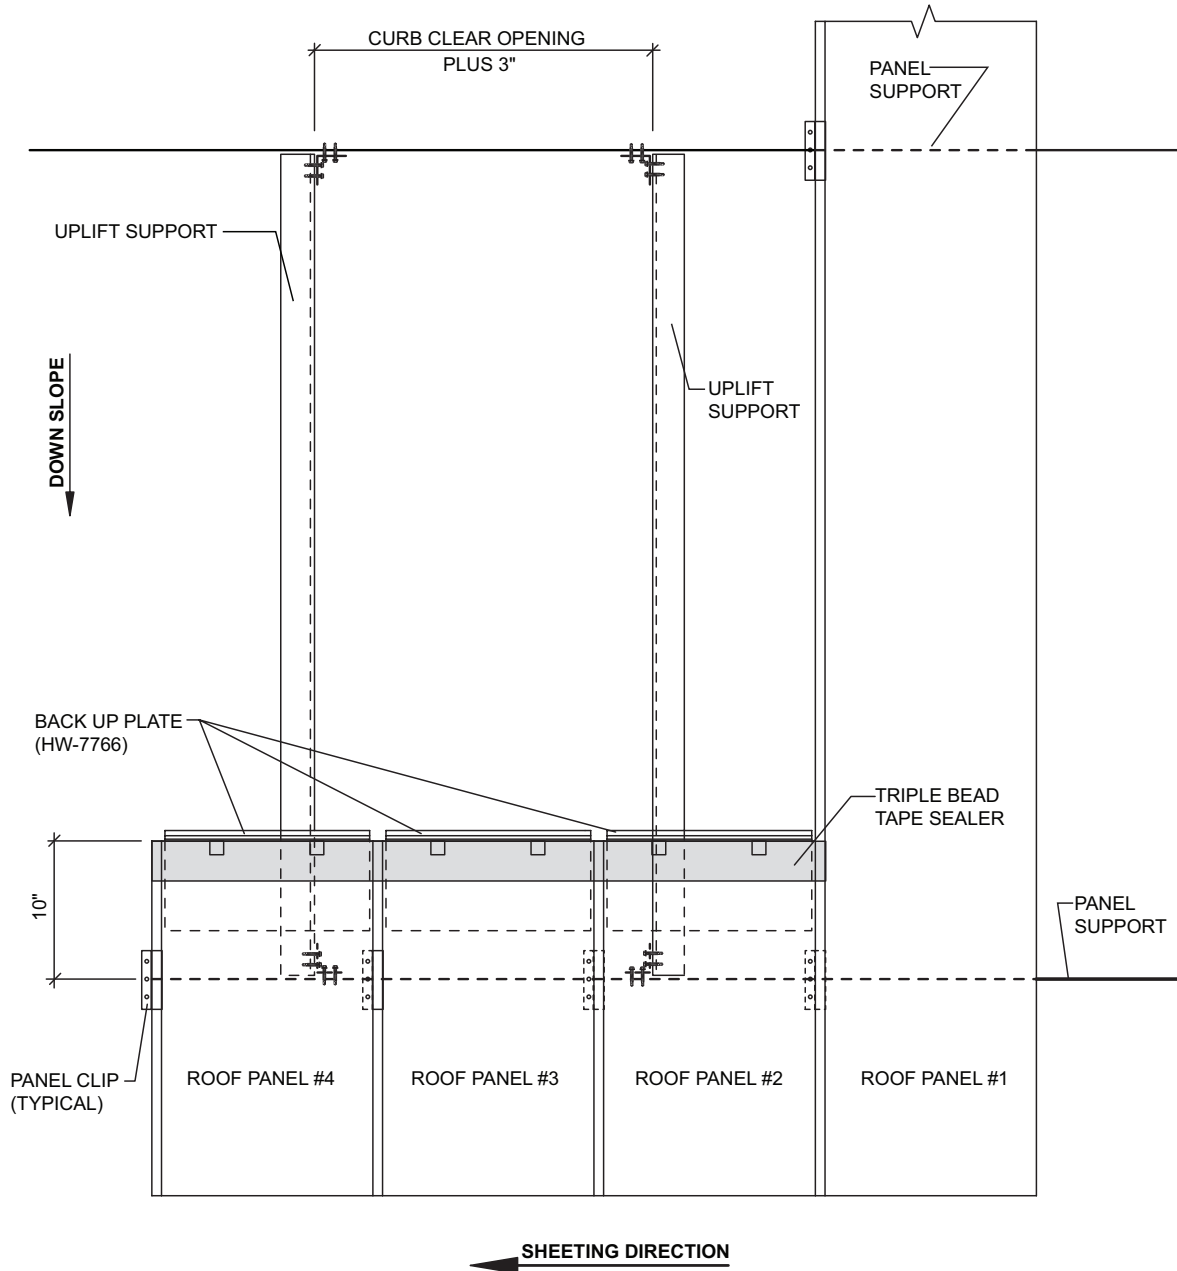 CURB CLEAR OPENING
PLUS 3"
PANEL
SUPPORT
UPLIFT SUPPORT
DOWN SLOPE
UPLIFT
SUPPORT
BACK UP PLATE
(HW-7766)
TRIPLE BEAD
TAPE SEALER
10"
PANEL
SUPPORT
PANEL CLIP
(TYPICAL)
ROOF PANEL #4
ROOF PANEL #3
ROOF PANEL #2
ROOF PANEL #1
SHEETING DIRECTION